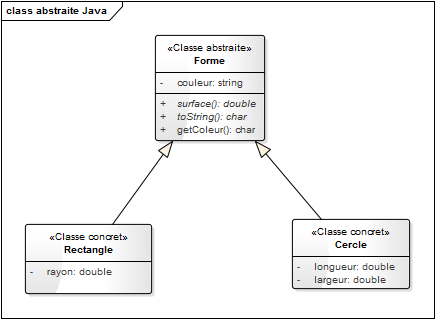 class abstraite Java
«Classe abstraite»
Forme
- couleur: string
+ surface(): double
+ toString(): char
+ getColeur(): char
«Classe concret»
Rectangle
- rayon: double
«Classe concret»
Cercle
- longueur: double
- largeur: double